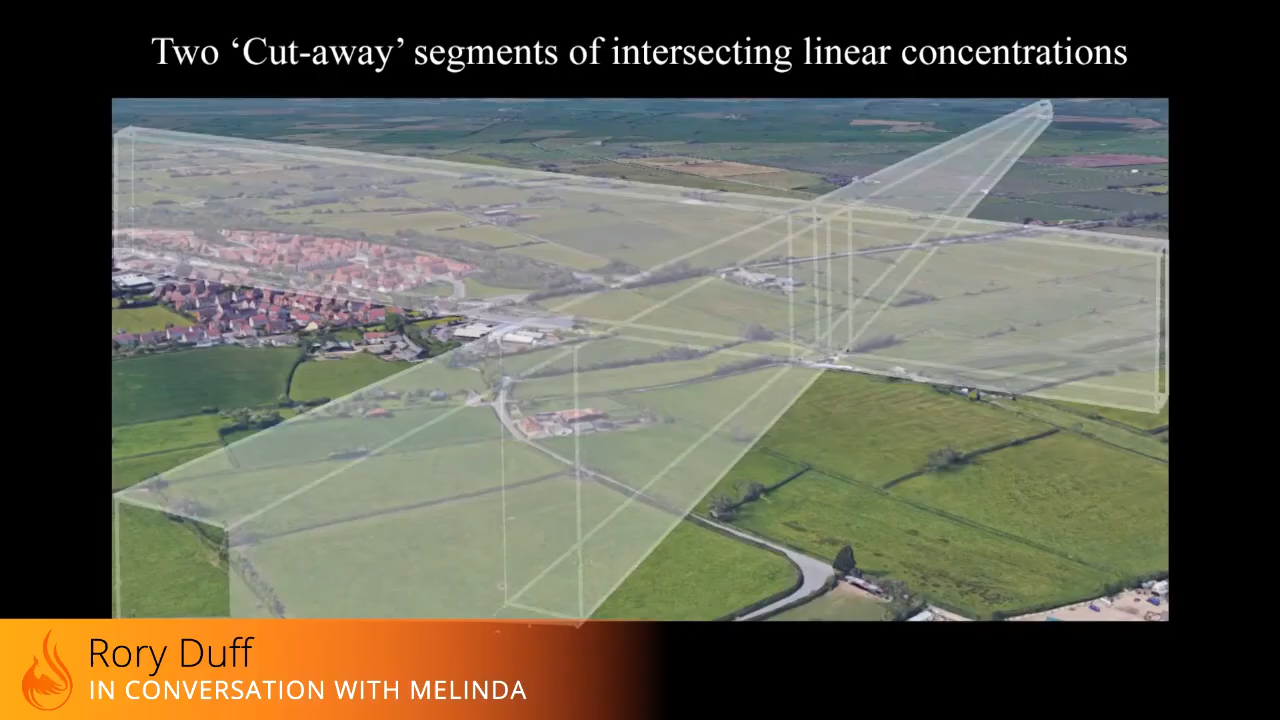 Two ‘Cut-away’ segments of intersecting linear concentrations
Rory Duff
IN CONVERSATION WITH MELINDA